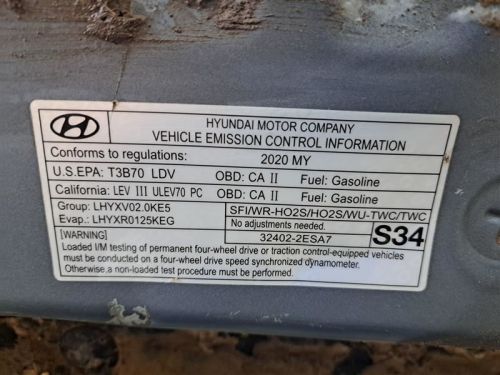 HYUNDAI MOTOR COMPANY
VEHICLE EMISSION CONTROL INFORMATION
Conforms to regulations: 2020 MY
U.S.EPA: T3B70 LDV OBD: CA II Fuel: Gasoline
California: LEV III ULEV70 PC OBD: CA II Fuel: Gasoline
Group: LHYXV02.0KE5 SFI/WR-HO2S/HO2S/WU-TWC/TWC
Evap.: LHYXR0125KEG No adjustments needed.
[WARNING] 32402-2ESA7 S34
Loaded I/M testing of permanent four-wheel drive or traction control-equipped vehicles
must be conducted on a four-wheel drive speed synchronized dynamometer.
Otherwise, a non-loaded test procedure must be performed.